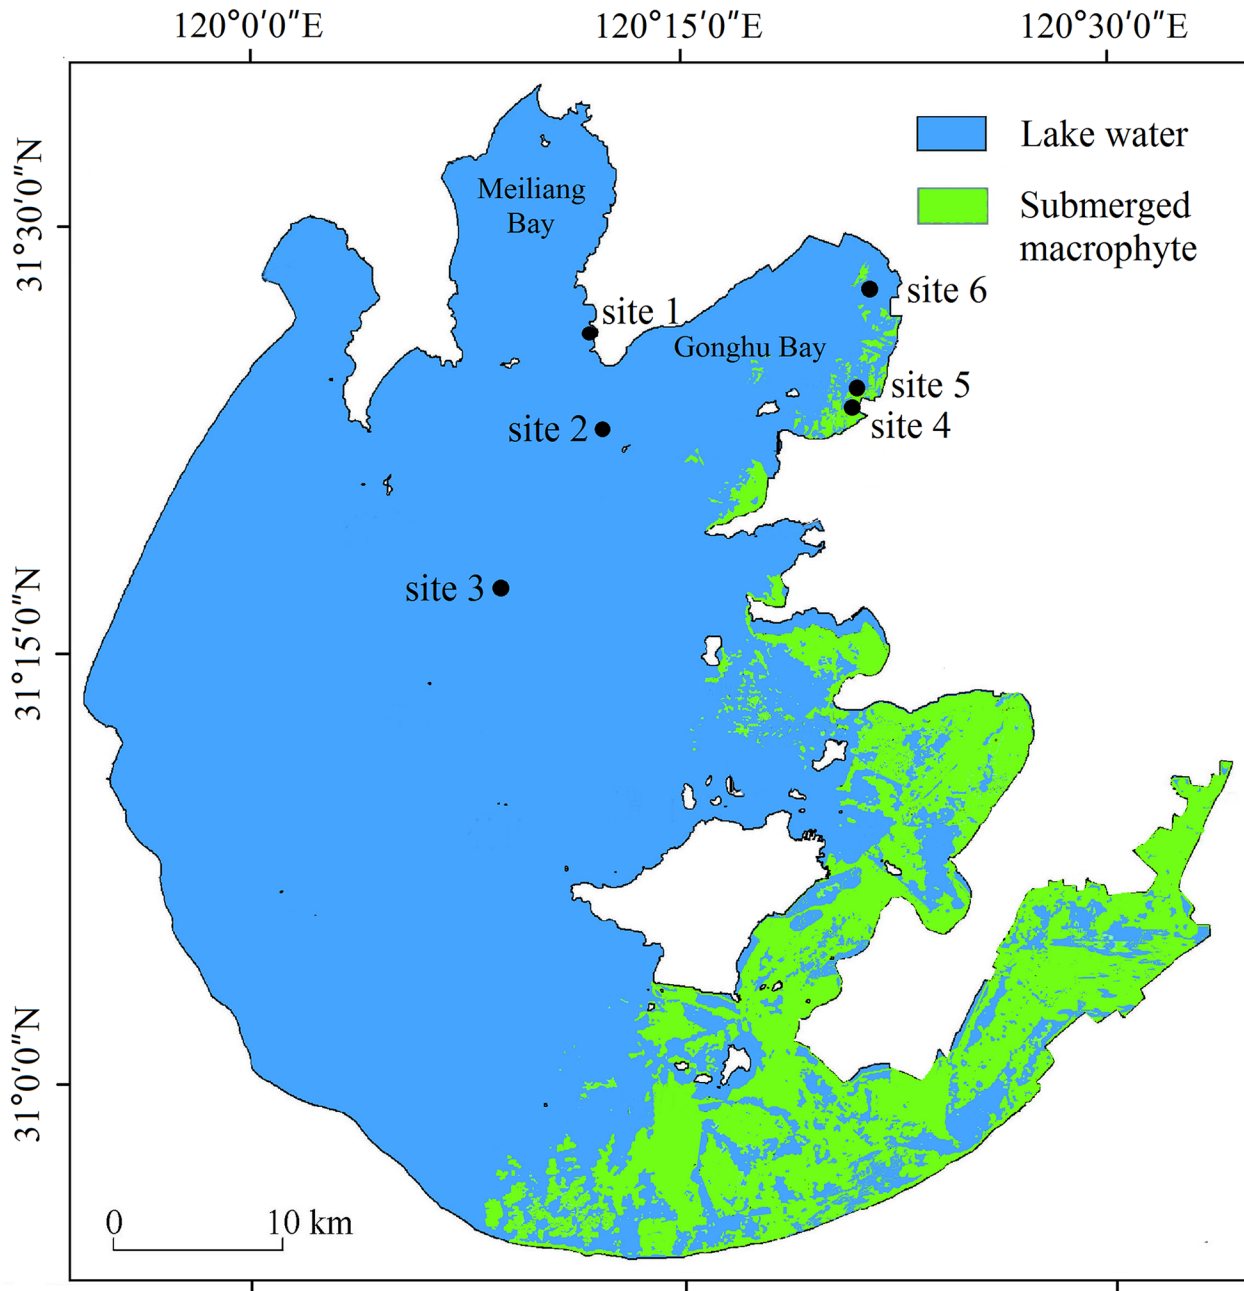 120°0′0″E
120°15′0″E
120°30′0″E
31°30′0″N
31°15′0″N
31°0′0″N
Lake water
Submerged
macrophyte
Meiliang
Bay
site 6
site 1
Gonghu Bay
site 5
site 4
site 2
site 3
0
10 km